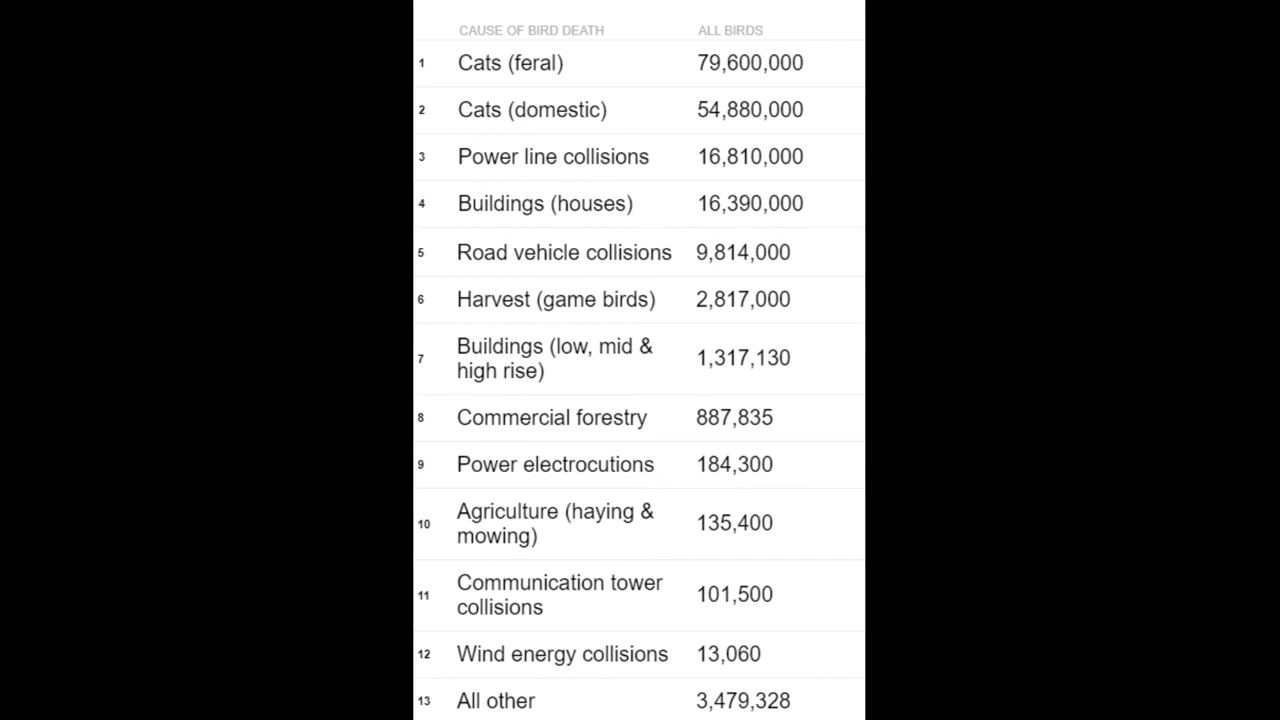 CAUSE OF BIRD DEATH ALL BIRDS
1 Cats (feral) 79,600,000
2 Cats (domestic) 54,880,000
3 Power line collisions 16,810,000
4 Buildings (houses) 16,390,000
5 Road vehicle collisions 9,814,000
6 Harvest (game birds) 2,817,000
7 Buildings (low, mid &
high rise) 1,317,130
8 Commercial forestry 887,835
9 Power electrocutions 184,300
10 Agriculture (haying &
mowing) 135,400
11 Communication tower
collisions 101,500
12 Wind energy collisions 13,060
13 All other 3,479,328